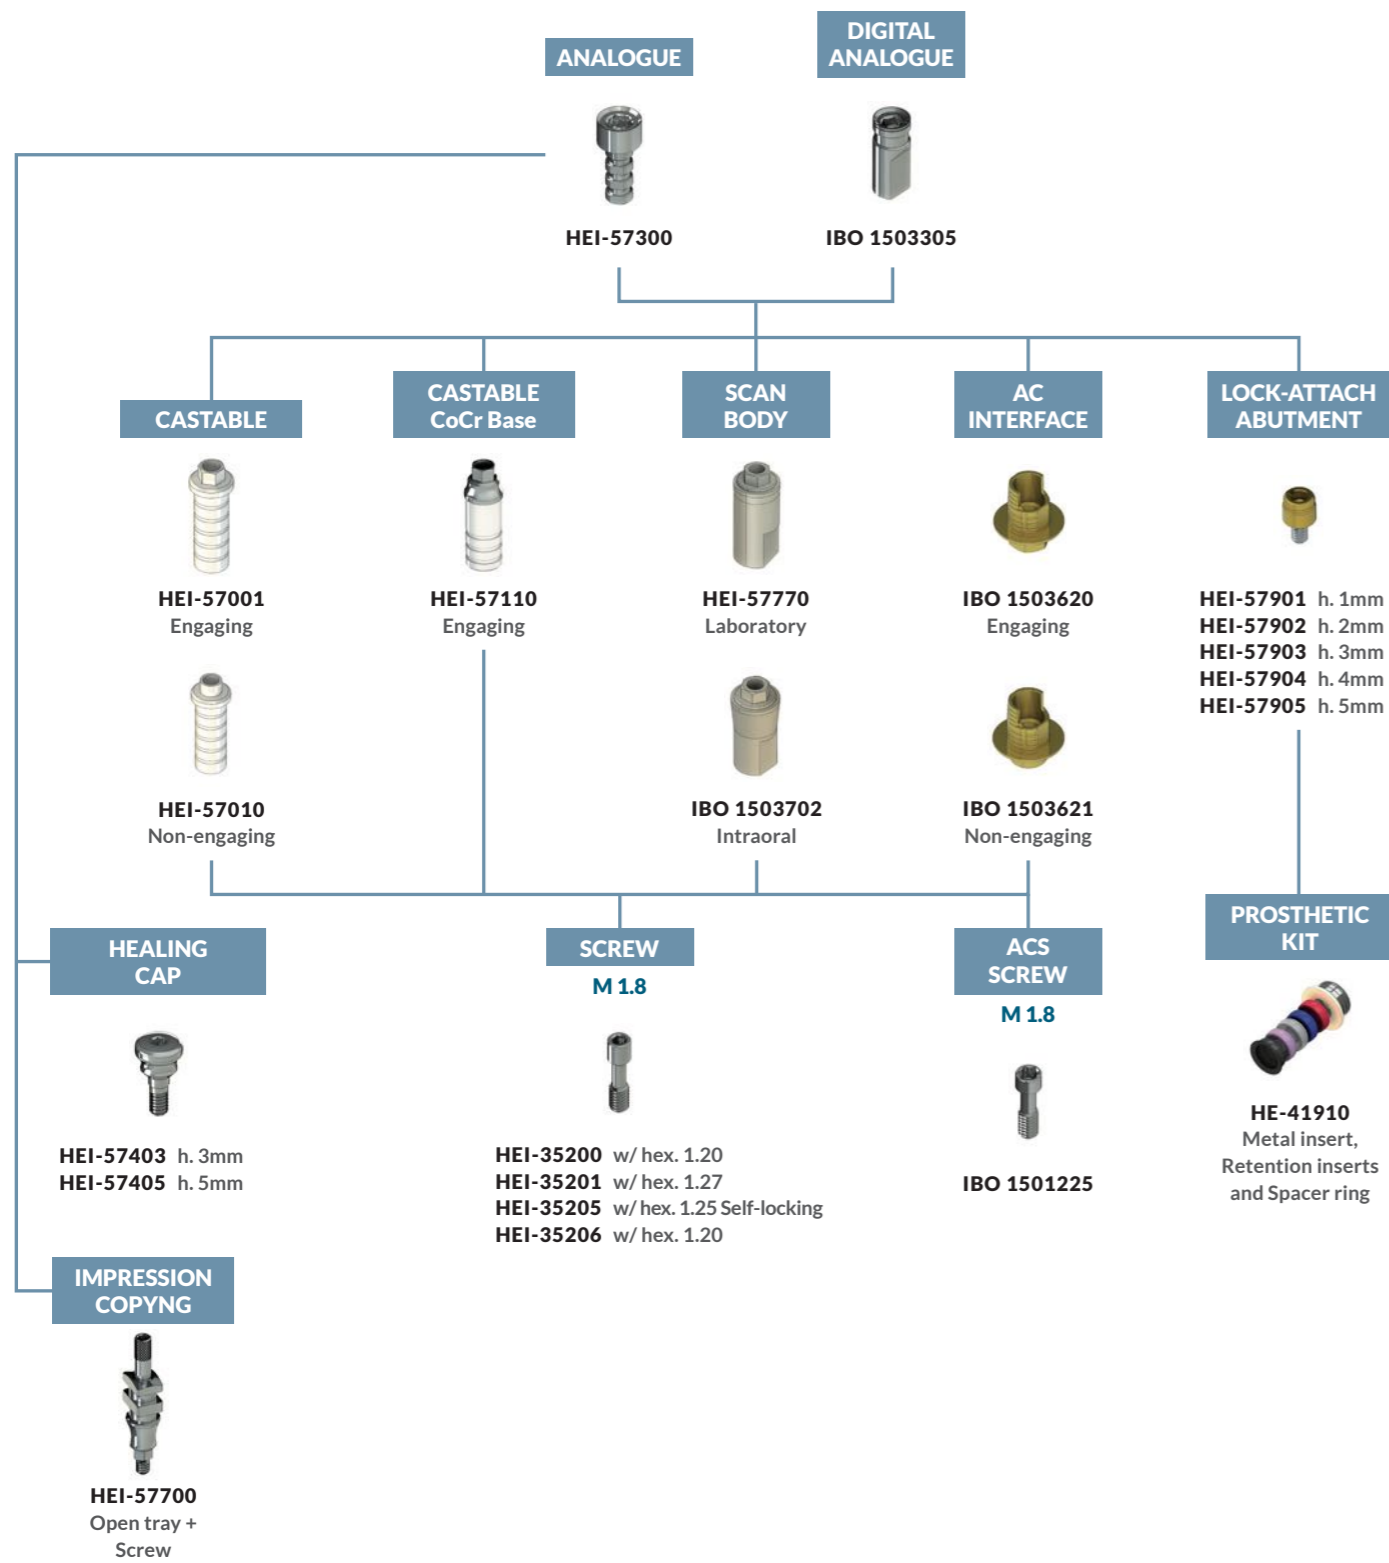 ANALOGUE
DIGITAL
ANALOGUE
HEI-57300
IBO 1503305
CASTABLE
CASTABLE
CoCr Base
SCAN
BODY
AC
INTERFACE
LOCK-ATTACH
ABUTMENT
HEI-57001
Engaging
HEI-57110
Engaging
HEI-57770
Laboratory
IBO 1503620
Engaging
HEI-57901 h. 1mm
HEI-57902 h. 2mm
HEI-57903 h. 3mm
HEI-57904 h. 4mm
HEI-57905 h. 5mm
HEI-57010
Non-engaging
IBO 1503702
Intraoral
IBO 1503621
Non-engaging
HEALING
CAP
SCREW
M 1.8
ACS
SCREW
M 1.8
PROSTHETIC
KIT
HEI-57403 h. 3mm
HEI-57405 h. 5mm
HEI-35200 w/ hex. 1.20
HEI-35201 w/ hex. 1.27
HEI-35205 w/ hex. 1.25 Self-locking
HEI-35206 w/ hex. 1.20
IBO 1501225
HE-41910
Metal insert,
Retention inserts
and Spacer ring
IMPRESSION
COPYNG
HEI-57700
Open tray +
Screw